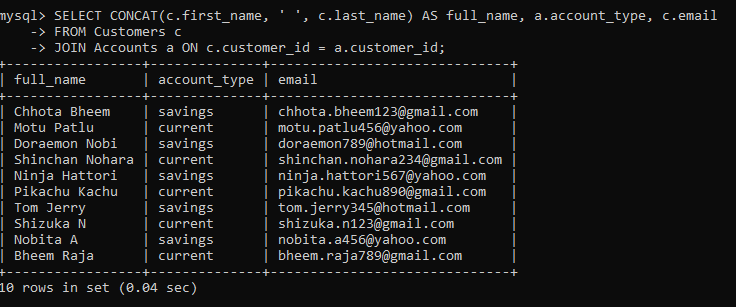 mysql> SELECT CONCAT(c.first_name, ' ', c.last_name) AS full_name, a.account_type, c.email
    -> FROM Customers c
    -> JOIN Accounts a ON c.customer_id = a.customer_id;
+----------------+--------------+------------------------------+
| full_name      | account_type | email                        |
+----------------+--------------+------------------------------+
| Chhota Bheem   | savings      | chhota.bheem123@gmail.com    |
| Motu Patlu     | current      | motu.patlu456@yahoo.com      |
| Doraemon Nobi  | savings      | doraemon789@hotmail.com      |
| Shinchan Nohara | current      | shinchan.nohara234@gmail.com |
| Ninja Hattori  | savings      | ninja.hattori567@yahoo.com   |
| Pikachu Kachu  | current      | pikachu.kachu890@gmail.com   |
| Tom Jerry      | savings      | tom.jerry345@hotmail.com     |
| Shizuka N      | current      | shizuka.n123@gmail.com       |
| Nobita A       | savings      | nobita.a456@yahoo.com        |
| Bheem Raja     | current      | bheem.raja789@gmail.com      |
+----------------+--------------+------------------------------+
10 rows in set (0.04 sec)